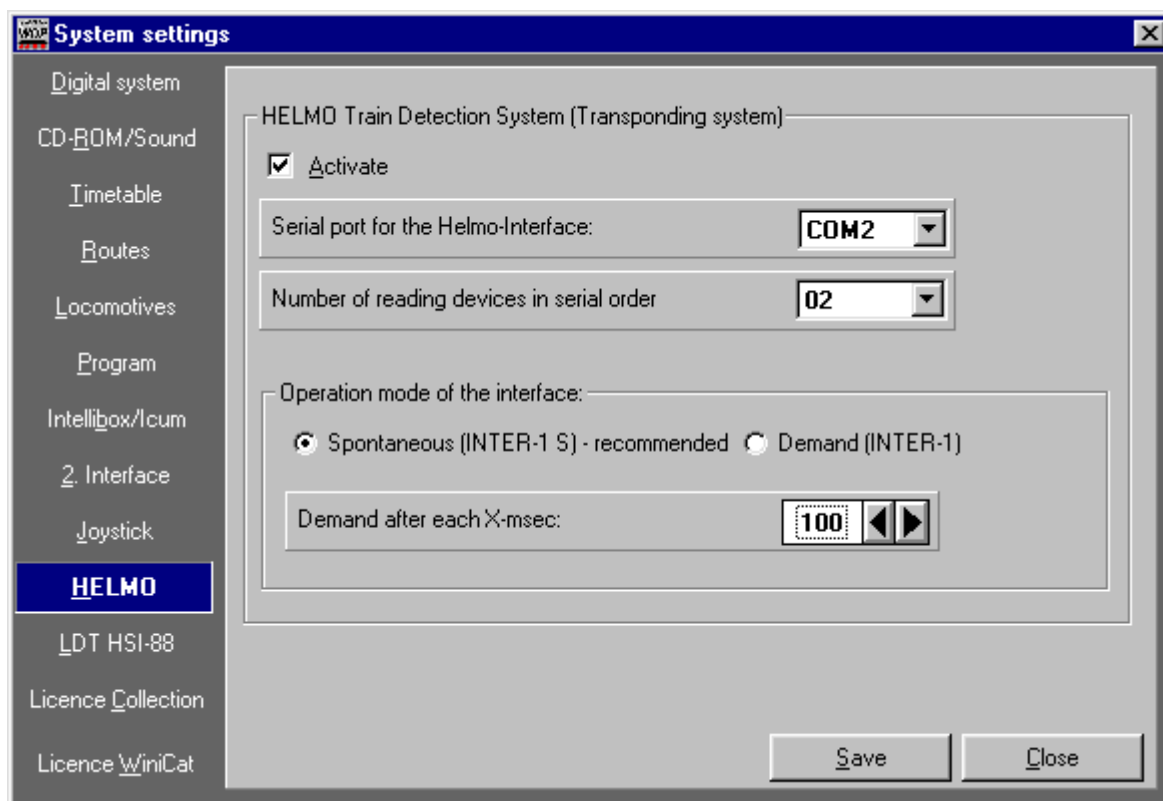 System settings
Digital system
CD-ROM/Sound
Timetable
Routes
Locomotives
Program
Intellibox/Icum
2. Interface
Joystick
HELMO
LDT HSI-88
Licence Collection
Licence WiniCat
HELMO Train Detection System (Transponding system)
Activate
Serial port for the Helmo-Interface: COM2
Number of reading devices in serial order 02
Operation mode of the interface:
Spontaneous (INTER-1 S) - recommended Demand (INTER-1)
Demand after each X-msec: 100
Save Close